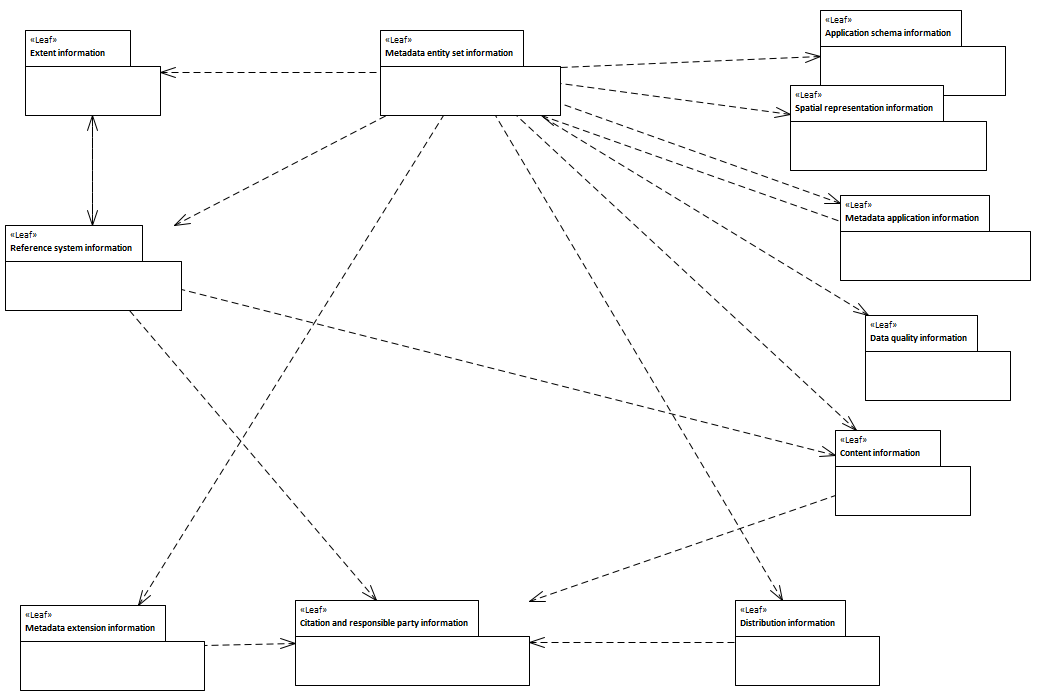 «Leaf»
Extent information
«Leaf»
Metadata entity set information
«Leaf»
Application schema information
«Leaf»
Spatial representation information
«Leaf»
Metadata application information
«Leaf»
Reference system information
«Leaf»
Data quality information
«Leaf»
Content information
«Leaf»
Metadata extension information
«Leaf»
Citation and responsible party information
«Leaf»
Distribution information